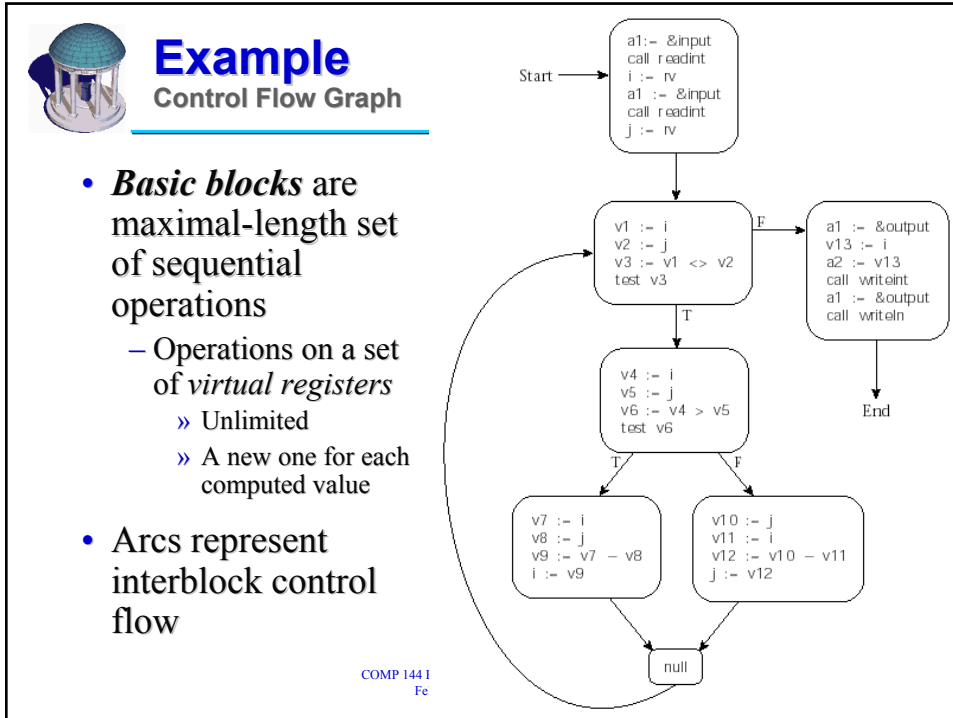 Example
Control Flow Graph
• Basic blocks are
maximal-length set
of sequential
operations
– Operations on a set
of virtual registers
» Unlimited
» A new one for each
computed value
• Arcs represent
interblock control
flow
COMP 144
Fe
Start
a1:= &input
call readint
i := rv
a1 := &input
call readint
j := rv
v1 := i
v2 := j
v3 := v1 <> v2
test v3
F
a1 := &output
v13 := i
a2 := v13
call writeint
a1 := &output
call writeln
End
T
v4 := i
v5 := j
v6 := v4 > v5
test v6
T
F
v7 := i
v8 := j
v9 := v7 − v8
i := v9
v10 := j
v11 := i
v12 := v10 − v11
j := v12
null